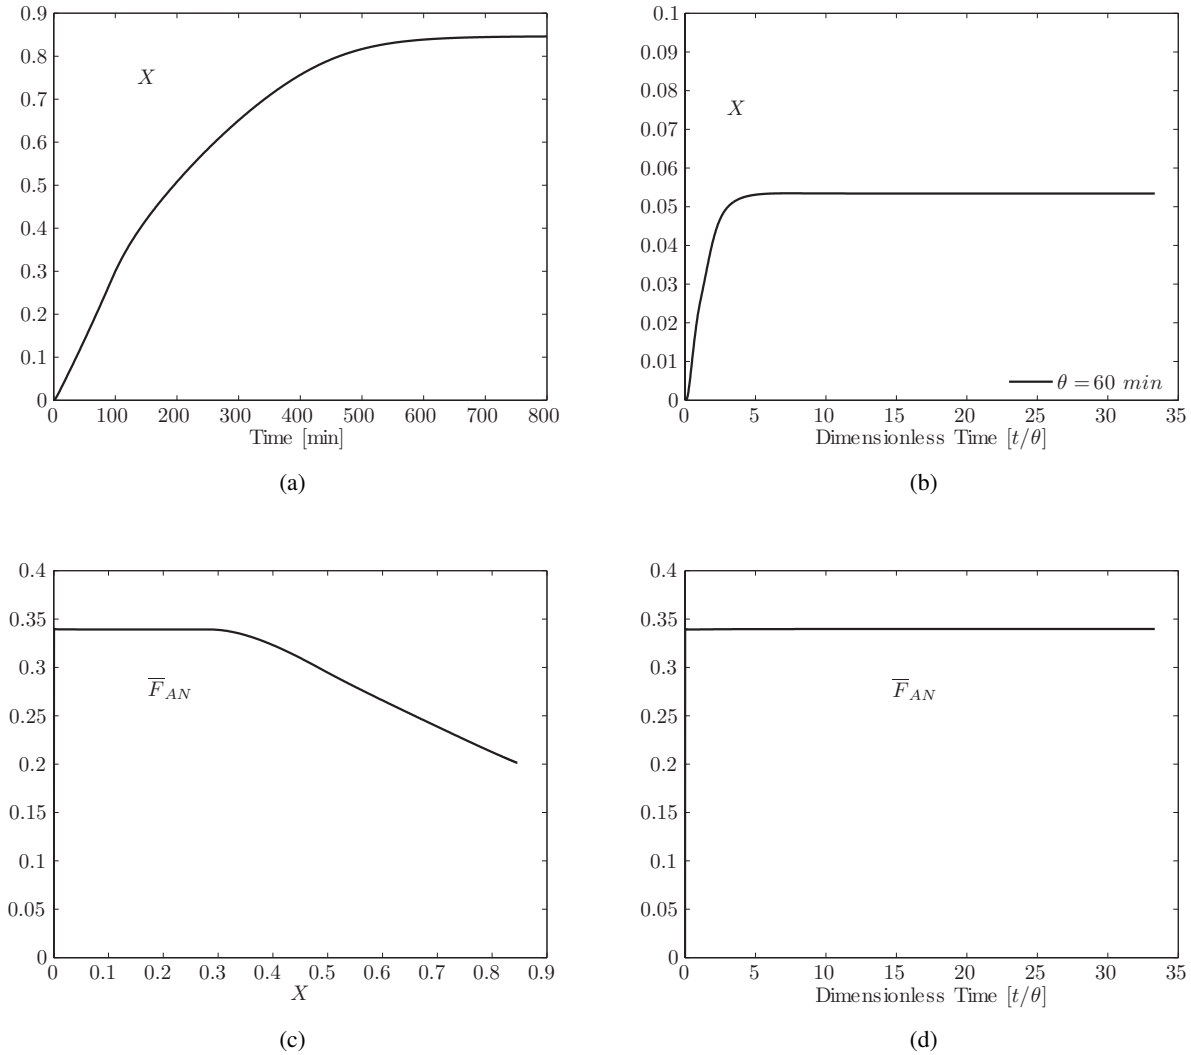 0.9
0.8
0.7
0.6
0.5
0.4
0.3
0.2
0.1
0
X
0 100 200 300 400 500 600 700 800
Time [min]
(a)
0.1
0.09
0.08
0.07
0.06
0.05
0.04
0.03
0.02
0.01
0
X
θ = 60 min
0 5 10 15 20 25 30 35
Dimensionless Time [t/θ]
(b)
0.4
0.35
0.3
0.25
0.2
0.15
0.1
0.05
0
F̅_AN
0 0.1 0.2 0.3 0.4 0.5 0.6 0.7 0.8 0.9
X
(c)
0.4
0.35
0.3
0.25
0.2
0.15
0.1
0.05
0
F̅_AN
0 5 10 15 20 25 30 35
Dimensionless Time [t/θ]
(d)